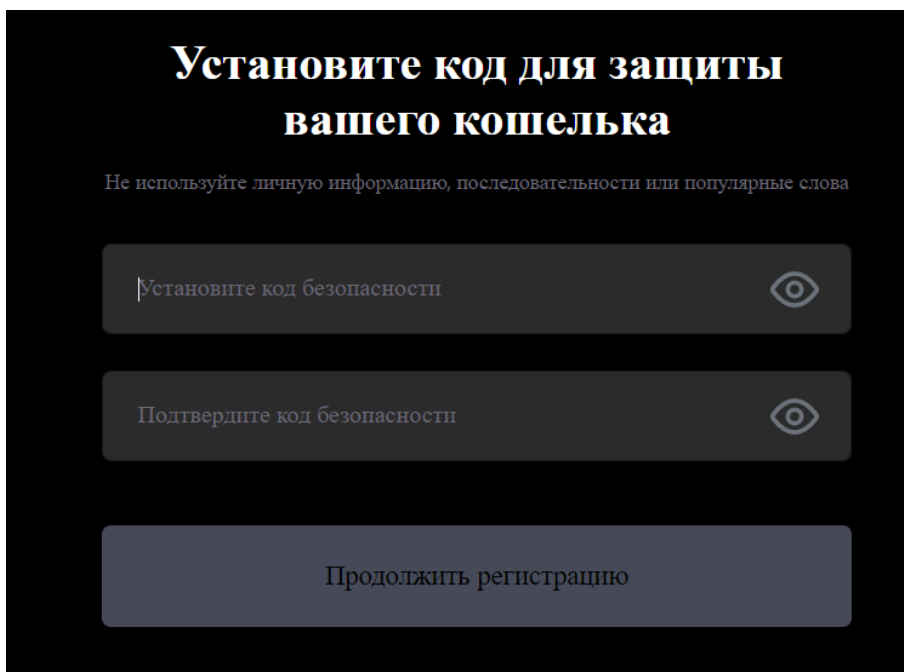 Установите код для защиты
вашего кошелька
Не используйте личную информацию, последовательности или популярные слова
Установите код безопасности
Подтвердите код безопасности
Продолжить регистрацию